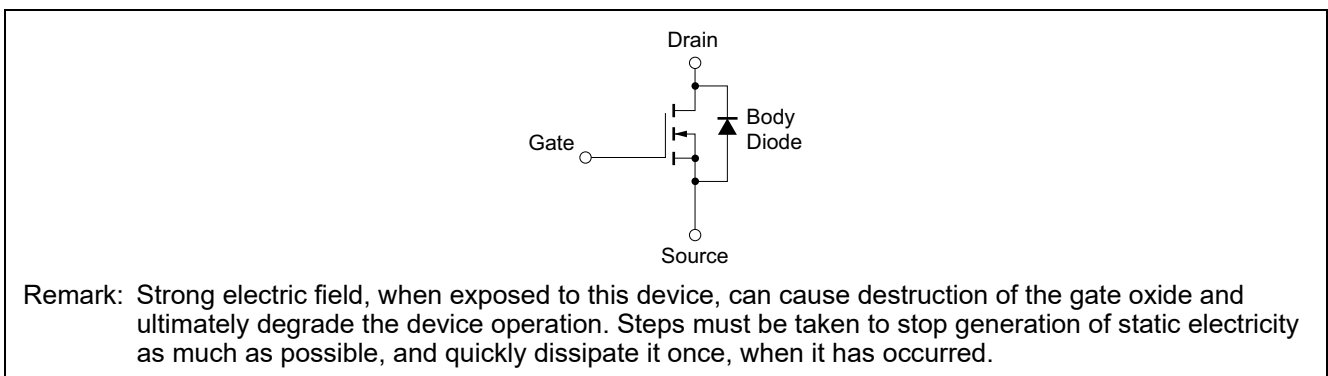 Drain
Body
Diode
Gate
Source
Remark: Strong electric field, when exposed to this device, can cause destruction of the gate oxide and
ultimately degrade the device operation. Steps must be taken to stop generation of static electricity
as much as possible, and quickly dissipate it once, when it has occurred.